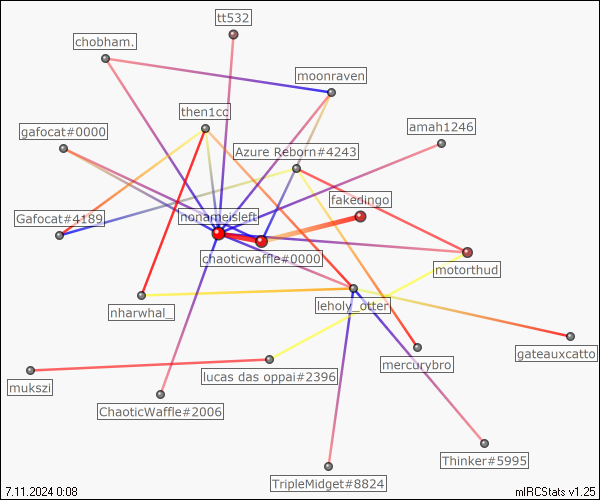 tt532
chobham.
moonraven
then1cc
amah1246
gafocat#0000
Azure Reborn#4243
fakedingo
Gafocat#4189
nonameisleft
chaoticwaffle#0000
motorthud
nharwhal_
leholy_otter
gateauxcatto
mercurybro
lucas das oppai#2396
mukszi
ChaoticWaffle#2006
Thinker#5995
TripleMidget#8824
7.11.2024 0:08
mIRCStats v1.25